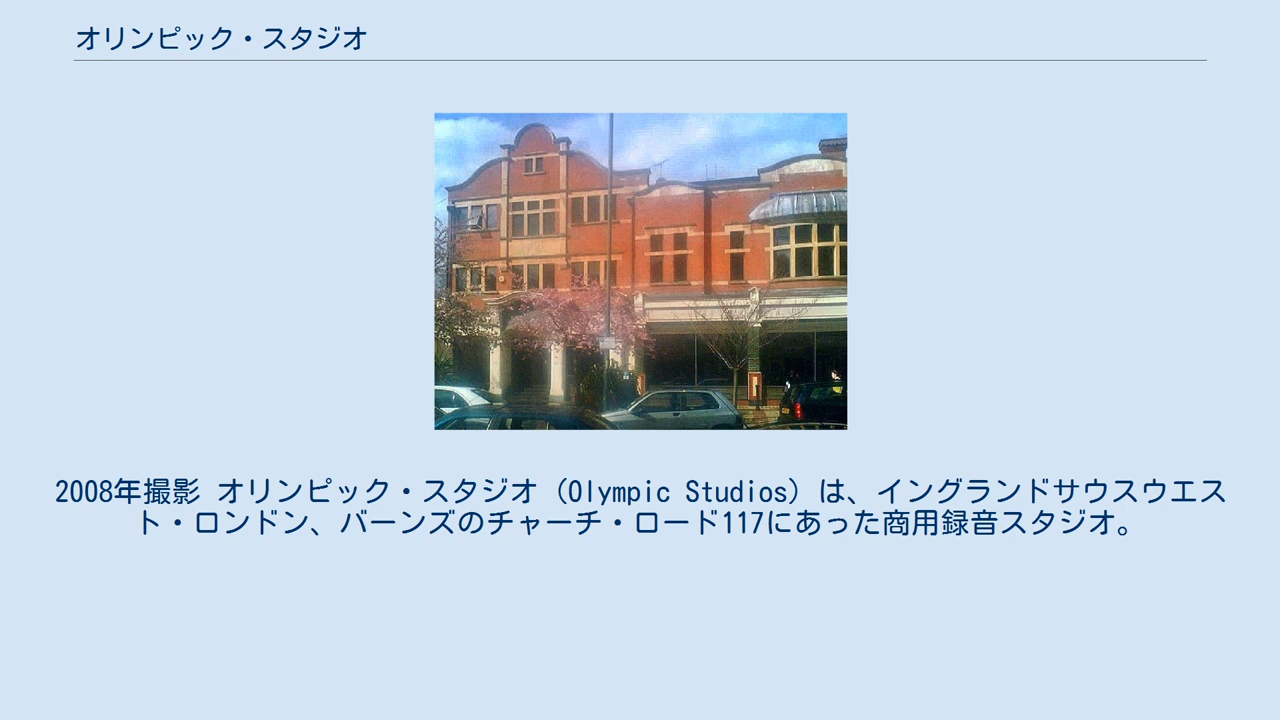 オリンピック・スタジオ
2008年撮影 オリンピック・スタジオ（Olympic Studios）は、イングランドサウスウエス
ト・ロンドン、バーンズのチャーチ・ロード117にあった商用録音スタジオ。